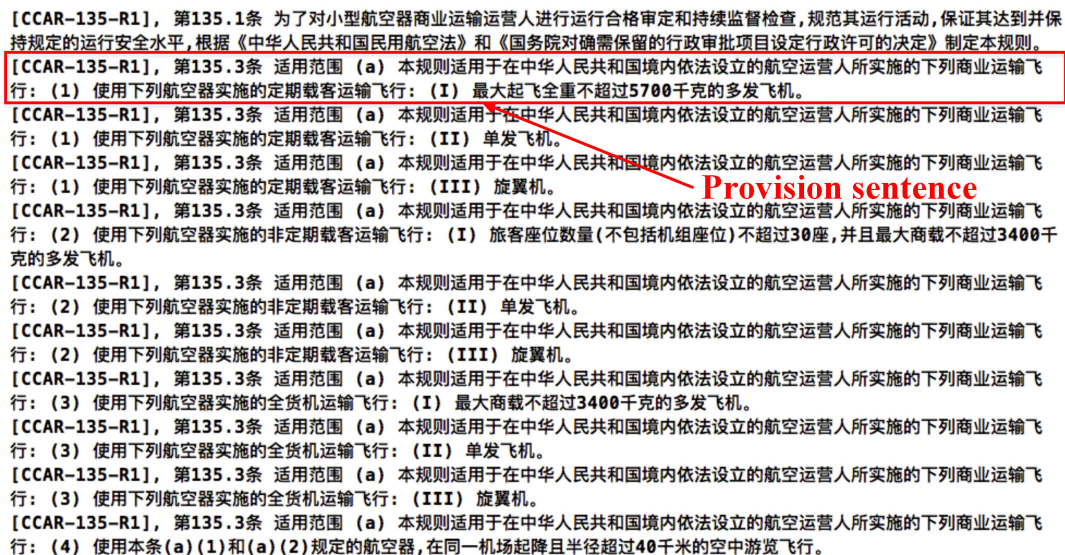 [CCAR-135-R1], 第135.1条 为了对小型航空器商业运输运营人进行运行合格审定和持续监督检查,规范其运行活动,保证其达到并保
持规定的运行安全水平,根据《中华人民共和国民用航空法》和《国务院对确需保留的行政审批项目设定行政许可的决定》制定本规则。
[CCAR-135-R1], 第135.3条 适用范围 (a) 本规则适用于在中华人民共和国境内依法设立的航空运营人所实施的下列商业运输飞
行: (1) 使用下列航空器实施的定期载客运输飞行: (I) 最大起飞全重不超过5700千克的多发飞机。
[CCAR-135-R1], 第135.3条 适用范围 (a) 本规则适用于在中华人民共和国境内依法设立的航空运营人所实施的下列商业运输飞
行: (1) 使用下列航空器实施的定期载客运输飞行: (II) 单发飞机。
[CCAR-135-R1], 第135.3条 适用范围 (a) 本规则适用于在中华人民共和国境内依法设立的航空运营人所实施的下列商业运输飞
行: (1) 使用下列航空器实施的定期载客运输飞行: (III) 旋翼机。
Provision sentence
[CCAR-135-R1], 第135.3条 适用范围 (a) 本规则适用于在中华人民共和国境内依法设立的航空运营人所实施的下列商业运输飞
行: (2) 使用下列航空器实施的非定期载客运输飞行: (I) 旅客座位数量(不包括机组座位)不超过30座,并且最大商载不超过3400千
克的多发飞机。
[CCAR-135-R1], 第135.3条 适用范围 (a) 本规则适用于在中华人民共和国境内依法设立的航空运营人所实施的下列商业运输飞
行: (2) 使用下列航空器实施的非定期载客运输飞行: (II) 单发飞机。
[CCAR-135-R1], 第135.3条 适用范围 (a) 本规则适用于在中华人民共和国境内依法设立的航空运营人所实施的下列商业运输飞
行: (2) 使用下列航空器实施的非定期载客运输飞行: (III) 旋翼机。
[CCAR-135-R1], 第135.3条 适用范围 (a) 本规则适用于在中华人民共和国境内依法设立的航空运营人所实施的下列商业运输飞
行: (3) 使用下列航空器实施的全货机运输飞行: (I) 最大商载不超过3400千克的多发飞机。
[CCAR-135-R1], 第135.3条 适用范围 (a) 本规则适用于在中华人民共和国境内依法设立的航空运营人所实施的下列商业运输飞
行: (3) 使用下列航空器实施的全货机运输飞行: (II) 单发飞机。
[CCAR-135-R1], 第135.3条 适用范围 (a) 本规则适用于在中华人民共和国境内依法设立的航空运营人所实施的下列商业运输飞
行: (3) 使用下列航空器实施的全货机运输飞行: (III) 旋翼机。
[CCAR-135-R1], 第135.3条 适用范围 (a) 本规则适用于在中华人民共和国境内依法设立的航空运营人所实施的下列商业运输飞
行: (4) 使用本条(a)(1)和(a)(2)规定的航空器,在同一机场起降且半径超过40千米的空中游览飞行。